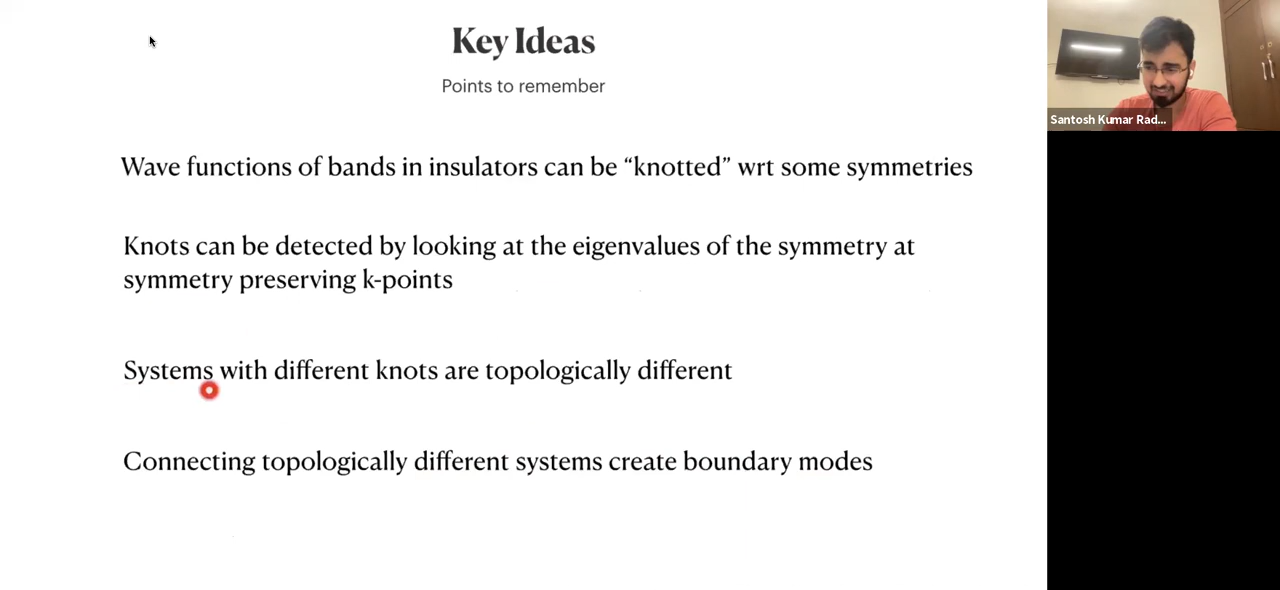 Key Ideas
Points to remember
Wave functions of bands in insulators can be “knotted” wrt some symmetries
Knots can be detected by looking at the eigenvalues of the symmetry at
symmetry preserving k-points
Systems with different knots are topologically different
Connecting topologically different systems create boundary modes
Santosh Kumar Rad...